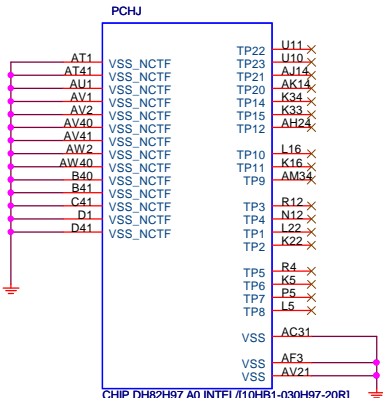 PCHJ
AT1 VSS_NCTF
AT41 VSS_NCTF
AU1 VSS_NCTF
AV1 VSS_NCTF
AV2 VSS_NCTF
AV40 VSS_NCTF
AV41 VSS_NCTF
AW2 VSS_NCTF
AW40 VSS_NCTF
B40 VSS_NCTF
B41 VSS_NCTF
C41 VSS_NCTF
D1 VSS_NCTF
D41 VSS_NCTF
TP22 U11
TP23 U10
TP21 AJ14
TP20 AK14
TP14 K34
TP15 K33
TP12 AH24
TP10 L16
TP11 K16
TP9 AM34
TP3 R12
TP4 N12
TP1 L22
TP2 K22
TP5 R4
TP6 K5
TP7 P5
TP8 L5
VSS AC31
VSS AF3
VSS AV21
CHIP DH82H97 A0 INTEL/[10HB1-030H97-20R]